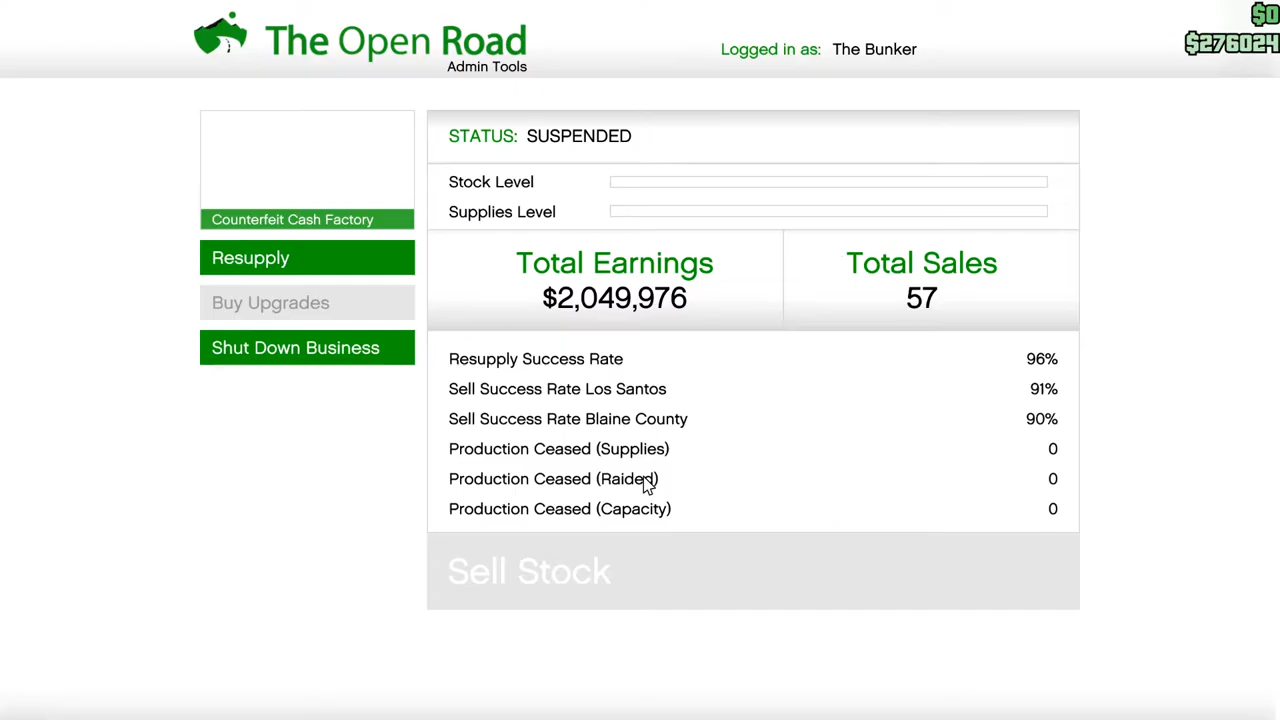 The Open Road
Admin Tools
Logged in as: The Bunker
$0
$276024
Counterfeit Cash Factory
Resupply
Buy Upgrades
Shut Down Business
STATUS: SUSPENDED
Stock Level
Supplies Level
Total Earnings
$2,049,976
Total Sales
57
Resupply Success Rate 96%
Sell Success Rate Los Santos 91%
Sell Success Rate Blaine County 90%
Production Ceased (Supplies) 0
Production Ceased (Raided) 0
Production Ceased (Capacity) 0
Sell Stock